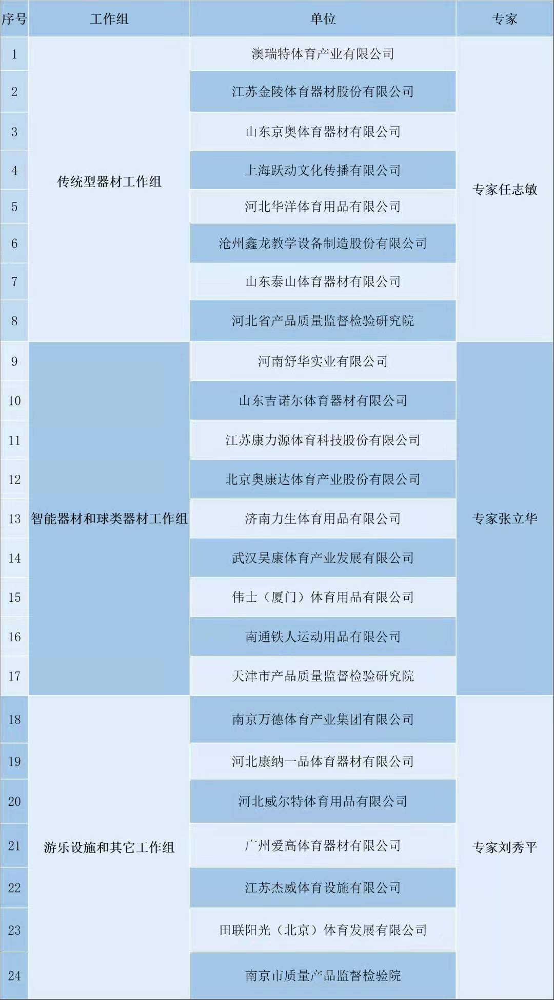 序号 工作组 单位 专家
1 澳瑞特体育产业有限公司
2 江苏金陵体育器材股份有限公司
3 山东京奥体育器材有限公司
4 上海跃动文化传播有限公司
传统型器材工作组 专家任志敏
5 河北华洋体育用品有限公司
6 沧州鑫龙教学设备制造股份有限公司
7 山东泰山体育器材有限公司
8 河北省产品质量监督检验研究院
9 河南舒华实业有限公司
10 山东吉诺尔体育器材有限公司
11 江苏康力源体育科技股份有限公司
12 北京奥康达体育产业股份有限公司
13 智能器材和球类器材工作组 济南力生体育用品有限公司 专家张立华
14 武汉昊康体育产业发展有限公司
15 伟士（厦门）体育用品有限公司
16 南通铁人运动用品有限公司
17 天津市产品质量监督检验研究院
18 南京万德体育产业集团有限公司
19 河北康纳一品体育器材有限公司
20 河北威尔特体育用品有限公司
21 游乐设施和其它工作组 广州爱高体育器材有限公司 专家刘秀平
22 江苏杰威体育设施有限公司
23 田联阳光（北京）体育发展有限公司
24 南京市质量产品监督检验院